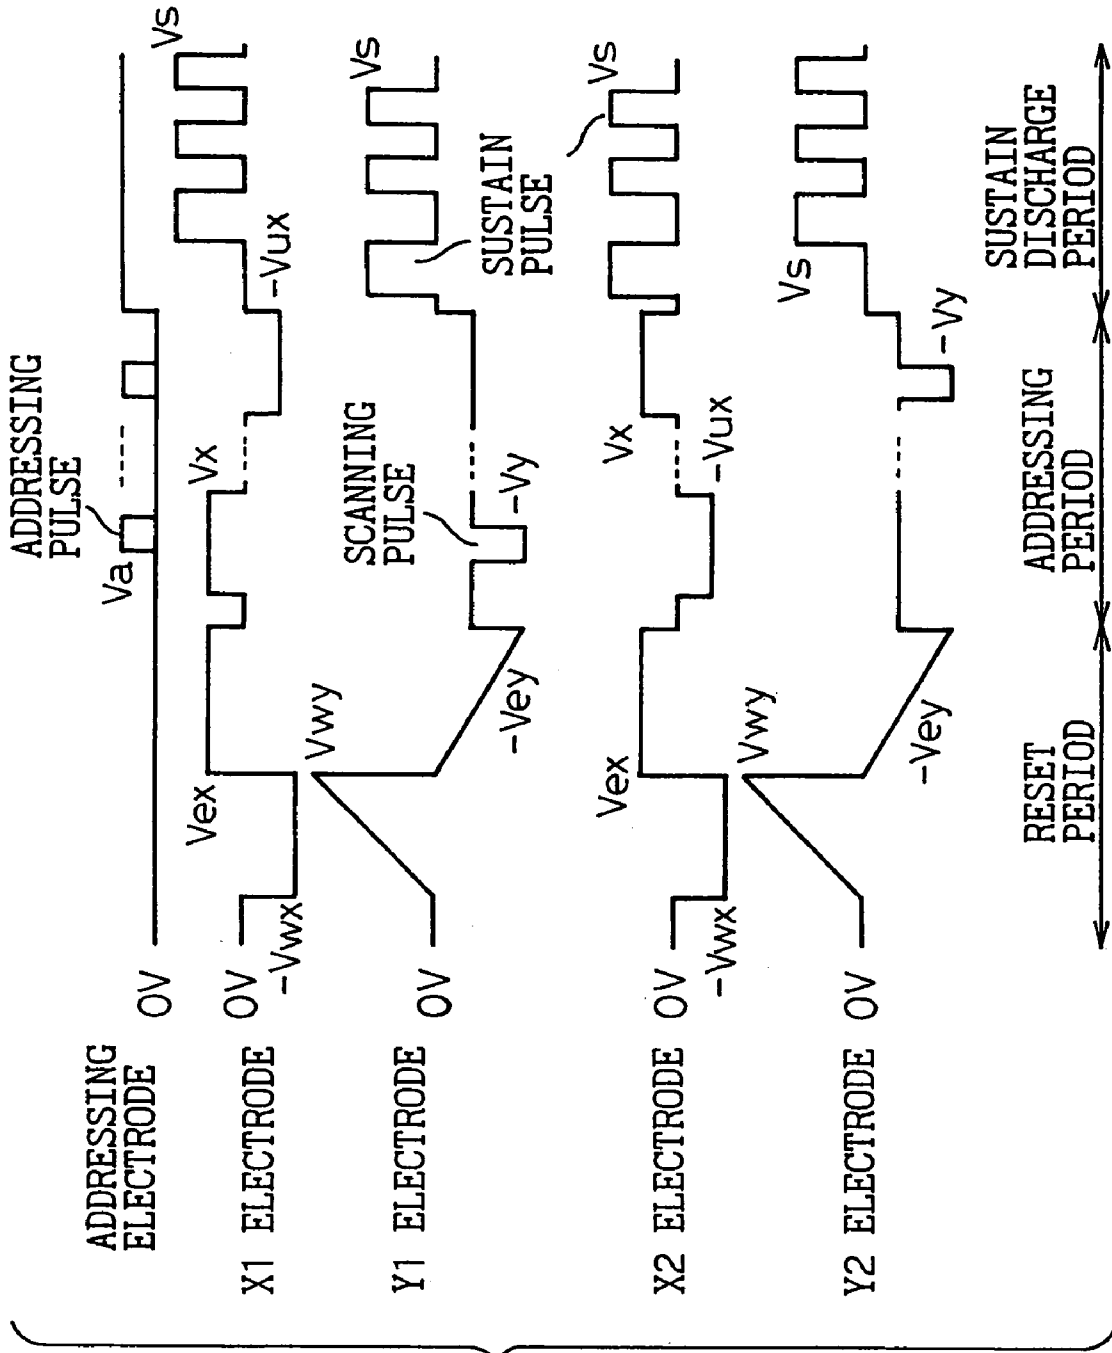 ADDRESSING
ELECTRODE
0V
Va
ADDRESSING
PULSE
X1 ELECTRODE
0V
-Vwx
Vex
Vx
-Vux
Vs
Y1 ELECTRODE
0V
Vwy
-Vey
SCANNING
PULSE
-Vy
SUSTAIN
PULSE
Vs
X2 ELECTRODE
0V
-Vwx
Vex
-Vux
Vx
Vs
Y2 ELECTRODE
0V
Vwy
-Vey
-Vy
Vs
RESET
PERIOD
ADDRESSING
PERIOD
SUSTAIN
DISCHARGE
PERIOD